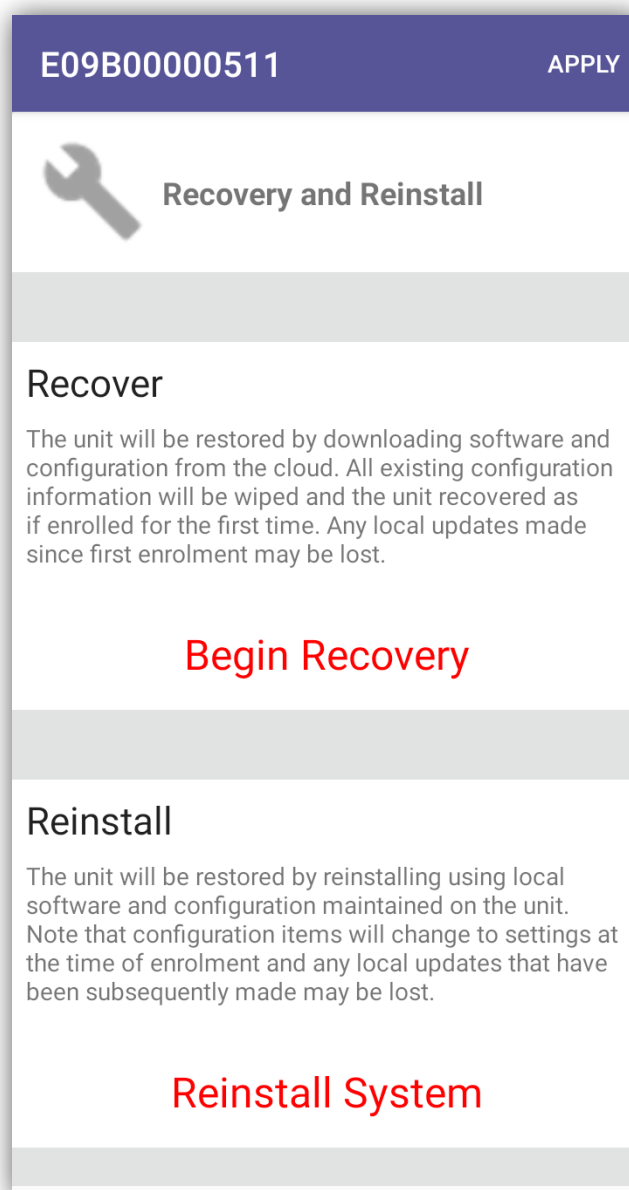 E09B00000511 APPLY
Recovery and Reinstall
Recover
The unit will be restored by downloading software and
configuration from the cloud. All existing configuration
information will be wiped and the unit recovered as
if enrolled for the first time. Any local updates made
since first enrolment may be lost.
Begin Recovery
Reinstall
The unit will be restored by reinstalling using local
software and configuration maintained on the unit.
Note that configuration items will change to settings at
the time of enrolment and any local updates that have
been subsequently made may be lost.
Reinstall System